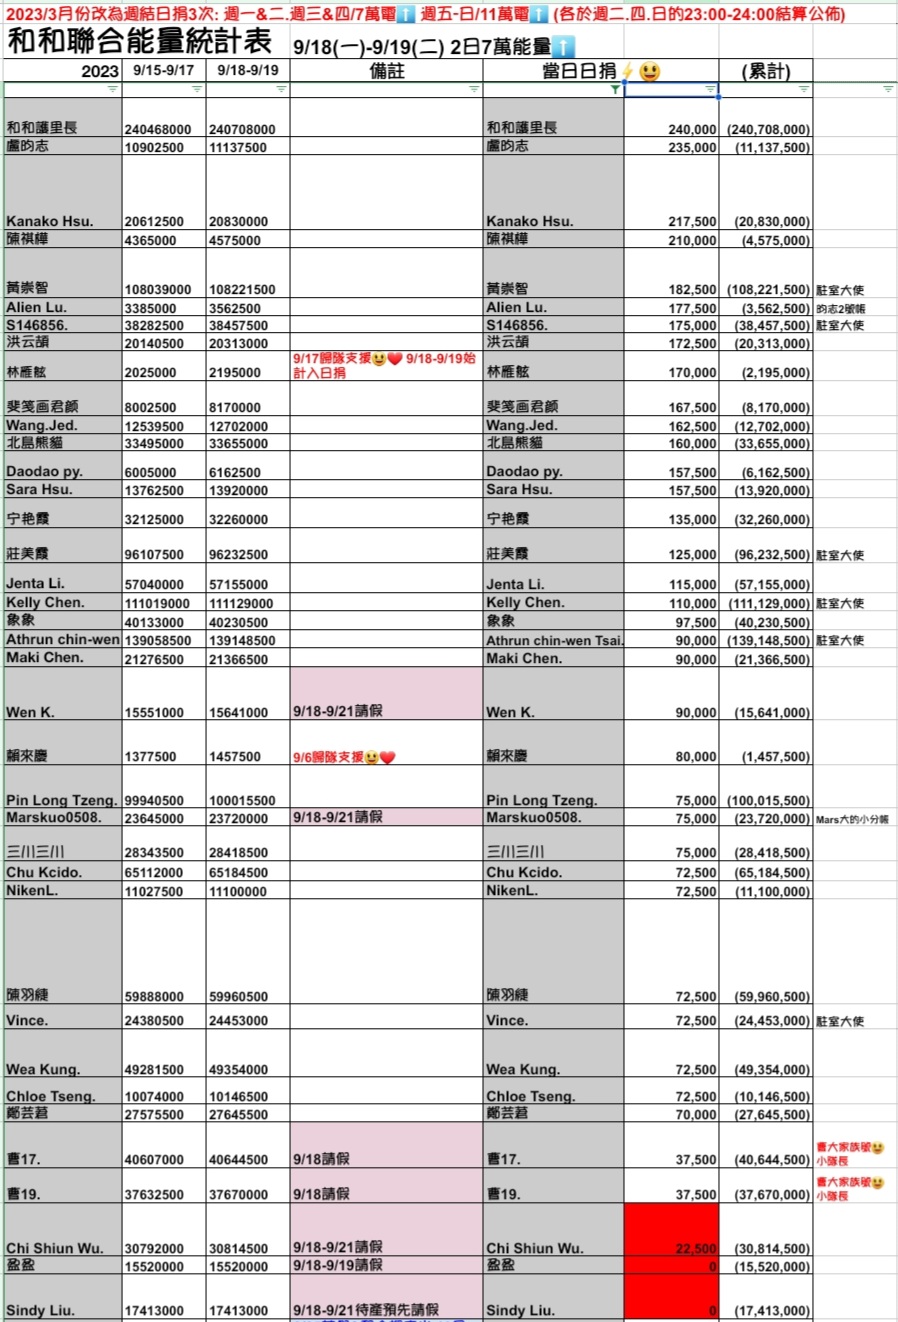 2023/3月份改為週結日捐3次: 週一&二.週三&四/7萬電⬆️ 週五-日/11萬電⬆️ (各於週二.四.日的23:00-24:00結算公佈)
和和聯合能量統計表 9/18(一)-9/19(二) 2日7萬能量⬆️
2023 9/15-9/17 9/18-9/19 備註 當日日捐⚡😃 (累計)
和和護里長 240468000 240708000 和和護里長 240,000 (240,708,000)
盧昀志 10902500 11137500 盧昀志 235,000 (11,137,500)
Kanako Hsu. 20612500 20830000 Kanako Hsu. 217,500 (20,830,000)
陳祺樺 4365000 4575000 陳祺樺 210,000 (4,575,000)
黃崇智 108039000 108221500 黃崇智 182,500 (108,221,500) 駐室大使
Alien Lu. 3385000 3562500 Alien Lu. 177,500 (3,562,500) 昀志2號帳
S146856. 38282500 38457500 S146856. 175,000 (38,457,500) 駐室大使
洪云頡 20140500 20313000 洪云頡 172,500 (20,313,000)
林雁舷 2025000 2195000 9/17歸隊支援😃❤️ 9/18-9/19始
計入日捐 林雁舷 170,000 (2,195,000)
斐笺画君颜 8002500 8170000 斐笺画君颜 167,500 (8,170,000)
Wang.Jed. 12539500 12702000 Wang.Jed. 162,500 (12,702,000)
北島熊貓 33495000 33655000 北島熊貓 160,000 (33,655,000)
Daodao py. 6005000 6162500 Daodao py. 157,500 (6,162,500)
Sara Hsu. 13762500 13920000 Sara Hsu. 157,500 (13,920,000)
宁艳霞 32125000 32260000 宁艳霞 135,000 (32,260,000)
莊美霞 96107500 96232500 莊美霞 125,000 (96,232,500) 駐室大使
Jenta Li. 57040000 57155000 Jenta Li. 115,000 (57,155,000)
Kelly Chen. 111019000 111129000 Kelly Chen. 110,000 (111,129,000) 駐室大使
象象 40133000 40230500 象象 97,500 (40,230,500)
Athrun chin-wen 139058500 139148500 Athrun chin-wen Tsai. 90,000 (139,148,500) 駐室大使
Maki Chen. 21276500 21366500 Maki Chen. 90,000 (21,366,500)
Wen K. 15551000 15641000 9/18-9/21請假 Wen K. 90,000 (15,641,000)
賴來慶 1377500 1457500 9/6歸隊支援😃❤️ 賴來慶 80,000 (1,457,500)
Pin Long Tzeng. 99940500 100015500 Pin Long Tzeng. 75,000 (100,015,500)
Marskuo0508. 23645000 23720000 9/18-9/21請假 Marskuo0508. 75,000 (23,720,000) Mars大的小分帳
三川三川 28343500 28418500 三川三川 75,000 (28,418,500)
Chu Kcido. 65112000 65184500 Chu Kcido. 72,500 (65,184,500)
NikenL. 11027500 11100000 NikenL. 72,500 (11,100,000)
陳羽緁 59888000 59960500 陳羽緁 72,500 (59,960,500)
Vince. 24380500 24453000 Vince. 72,500 (24,453,000) 駐室大使
Wea Kung. 49281500 49354000 Wea Kung. 72,500 (49,354,000)
Chloe Tseng. 10074000 10146500 Chloe Tseng. 72,500 (10,146,500)
鄭芸莙 27575500 27645500 鄭芸莙 70,000 (27,645,500)
曹17. 40607000 40644500 9/18請假 曹17. 37,500 (40,644,500) 曹大家族號😃
小隊長
曹19. 37632500 37670000 9/18請假 曹19. 37,500 (37,670,000) 曹大家族號😃
小隊長
Chi Shiun Wu. 30792000 30814500 9/18-9/21請假 Chi Shiun Wu. 22,500 (30,814,500)
盈盈 15520000 15520000 9/18-9/19請假 盈盈 0 (15,520,000)
Sindy Liu. 17413000 17413000 9/18-9/21待產預先請假 Sindy Liu. 0 (17,413,000)